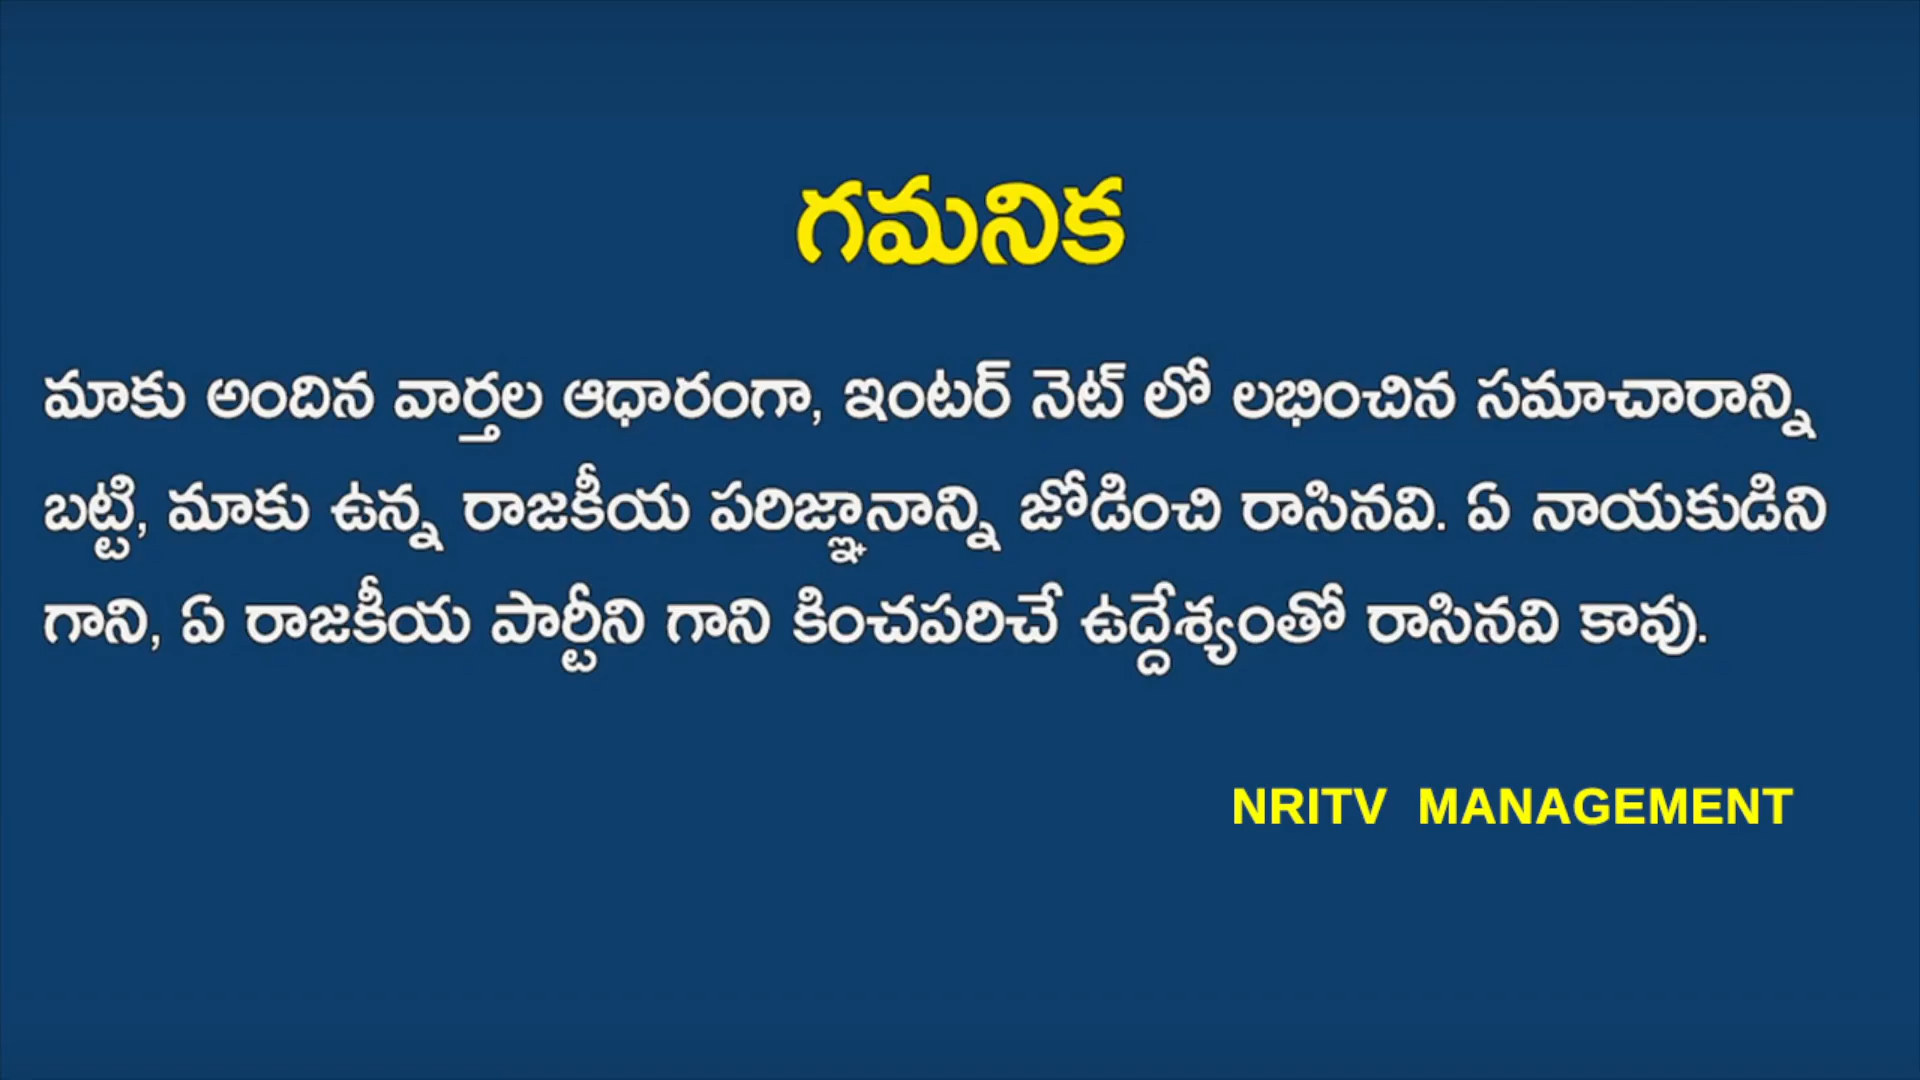 గమనిక
మాకు అందిన వార్తల ఆధారంగా, ఇంటర్ నెట్ లో లభించిన సమాచారాన్ని
బట్టి, మాకు ఉన్న రాజకీయ పరిజ్ఞానాన్ని జోడించి రాసినవి. ఏ నాయకుడిని
గాని, ఏ రాజకీయ పార్టీని గాని కించపరిచే ఉద్దేశ్యంతో రాసినవి కావు.
NRITV MANAGEMENT